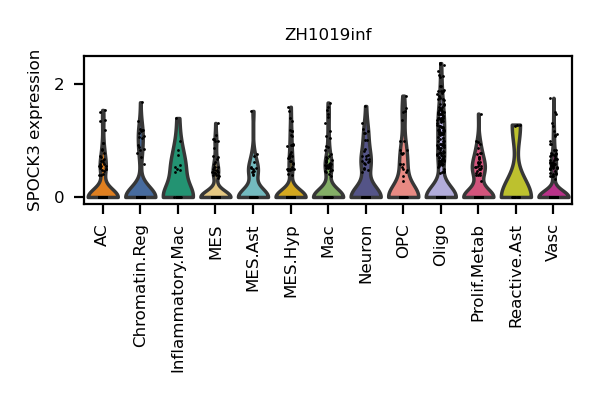 ZH1019inf
SPOCK3 expression
2
0
AC
Chromatin.Reg
Inflammatory.Mac
MES
MES.Ast
MES.Hyp
Mac
Neuron
OPC
Oligo
Prolif.Metab
Reactive.Ast
Vasc